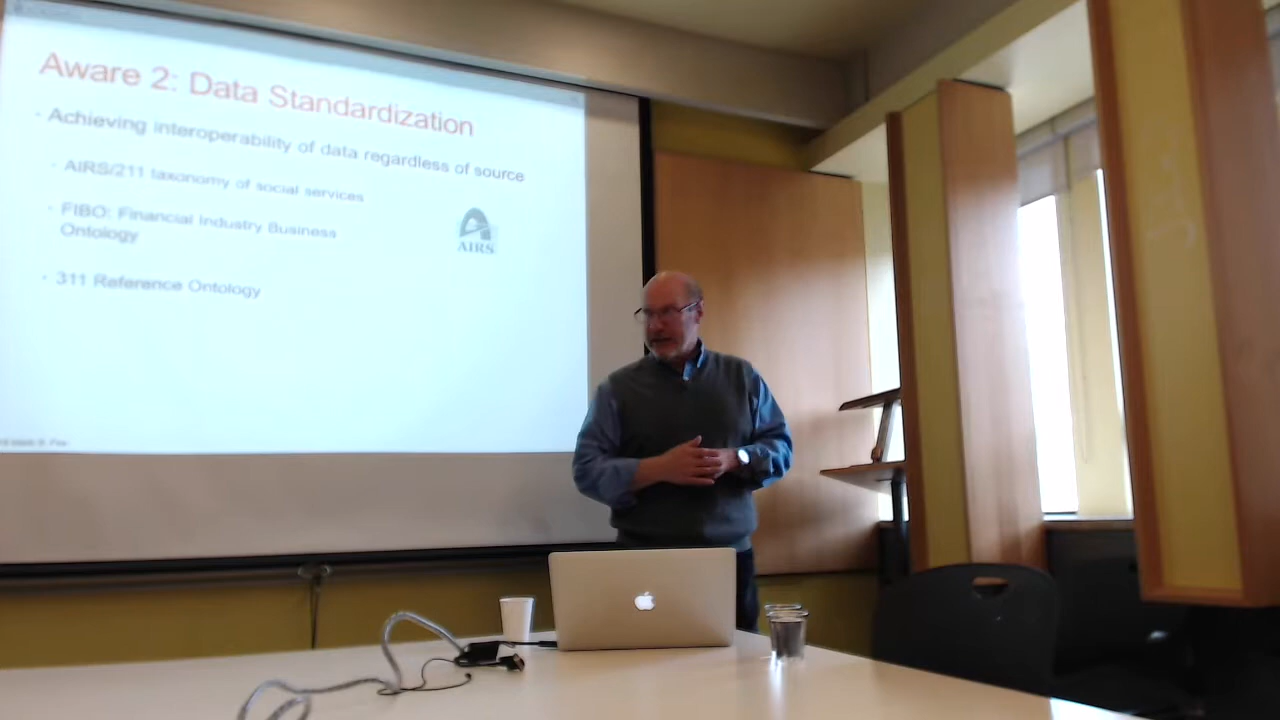 Aware 2: Data Standardization
Achieving interoperability of data regardless of source
AIRS/211 taxonomy of social services
FIBO: Financial Industry Business
Ontology
AIRS
311 Reference Ontology